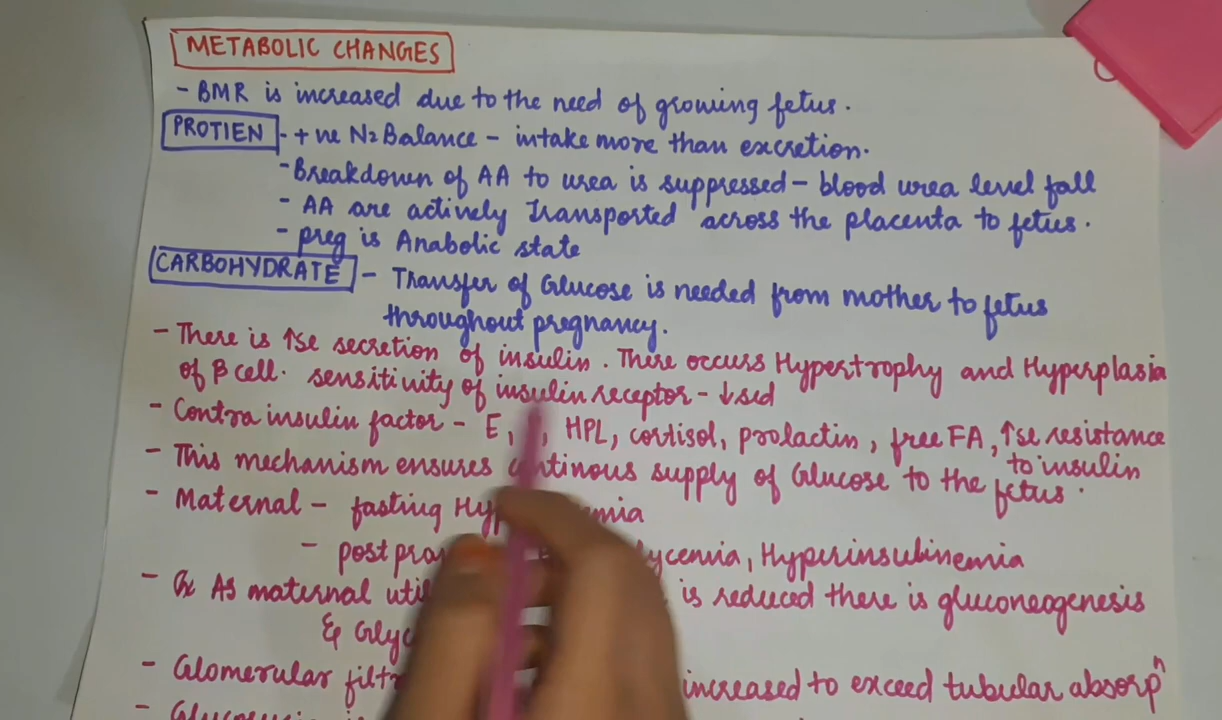 METABOLIC CHANGES
- BMR is increased due to the need of growing fetus.
PROTIEN - +ve N2 Balance - intake more than excretion.
- Breakdown of AA to urea is suppressed - blood urea level fall
- AA are actively transported across the placenta to fetus.
- preg is Anabolic state
CARBOHYDRATE - Transfer of Glucose is needed from mother to fetus
throughout pregnancy.
- There is ↑se secretion of insulin. There occurs Hypertrophy and Hyperplasia
of β cell. sensitivity of insulin receptor - ↓sed
- Contra insulin factor - E, , HPL, cortisol, prolactin, free FA, ↑se resistance
to insulin
- This mechanism ensures continous supply of Glucose to the fetus.
- Maternal - fasting
- Hyperinsulinemia
- As maternal is reduced there is gluconeogenesis
&
- Glomerular increased to exceed tubular absorpn